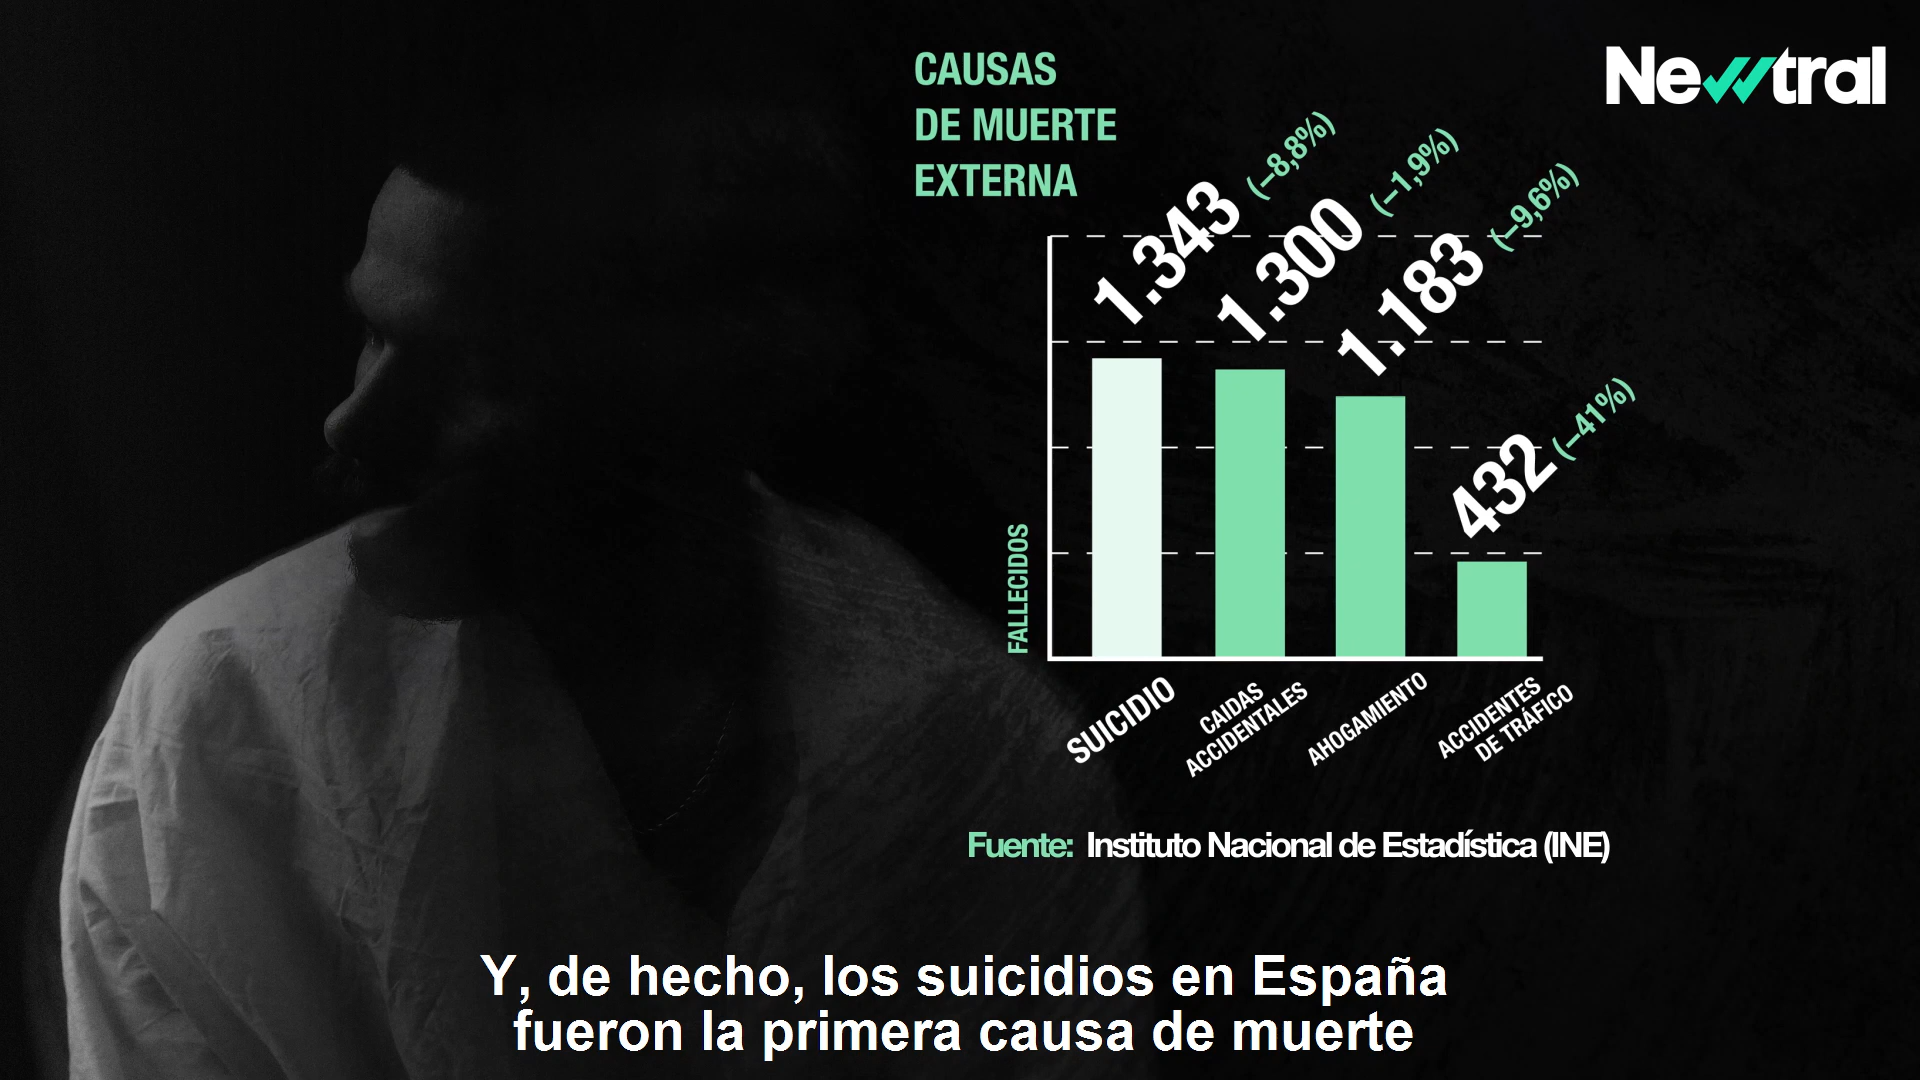 CAUSAS
DE MUERTE
EXTERNA
Newtral
1.343 (–8,8%)
1.300 (–1,9%)
1.183 (–9,6%)
432 (–41%)
FALLECIDOS
SUICIDIO
CAIDAS
ACCIDENTALES
AHOGAMIENTO
ACCIDENTES
DE TRÁFICO
Fuente: Instituto Nacional de Estadística (INE)
Y, de hecho, los suicidios en España
fueron la primera causa de muerte